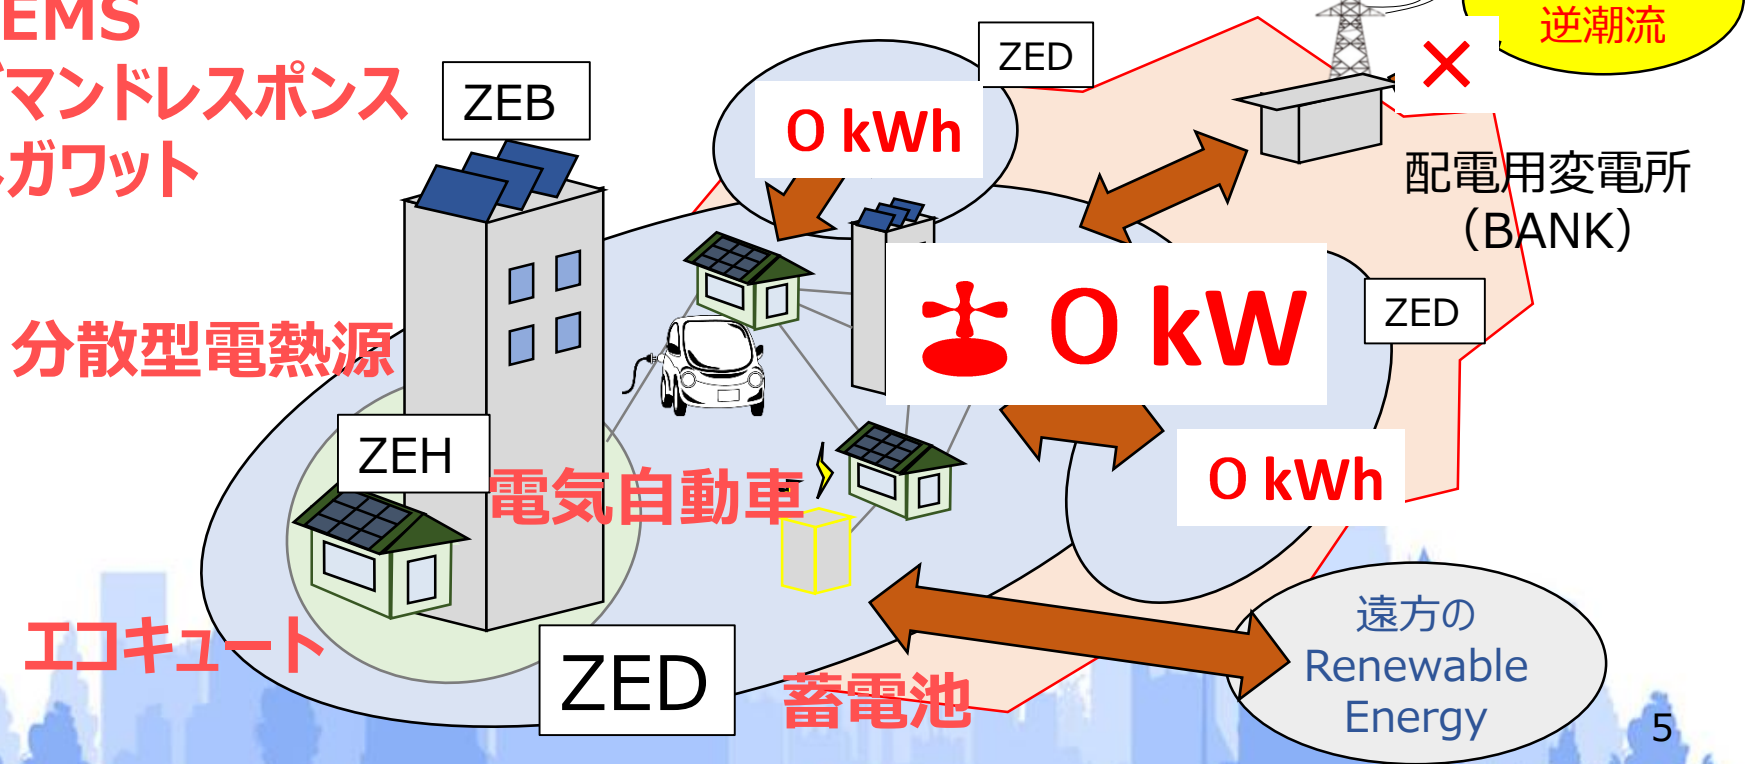 EMS
マンドレスポンス
ガワット
ZEB
ZED
0 kWh
逆潮流
×
配電用変電所
（BANK）
± 0 kW
ZED
分散型電熱源
ZEH
電気自動車
0 kWh
エコキュート
ZED
蓄電池
遠方の
Renewable
Energy
5